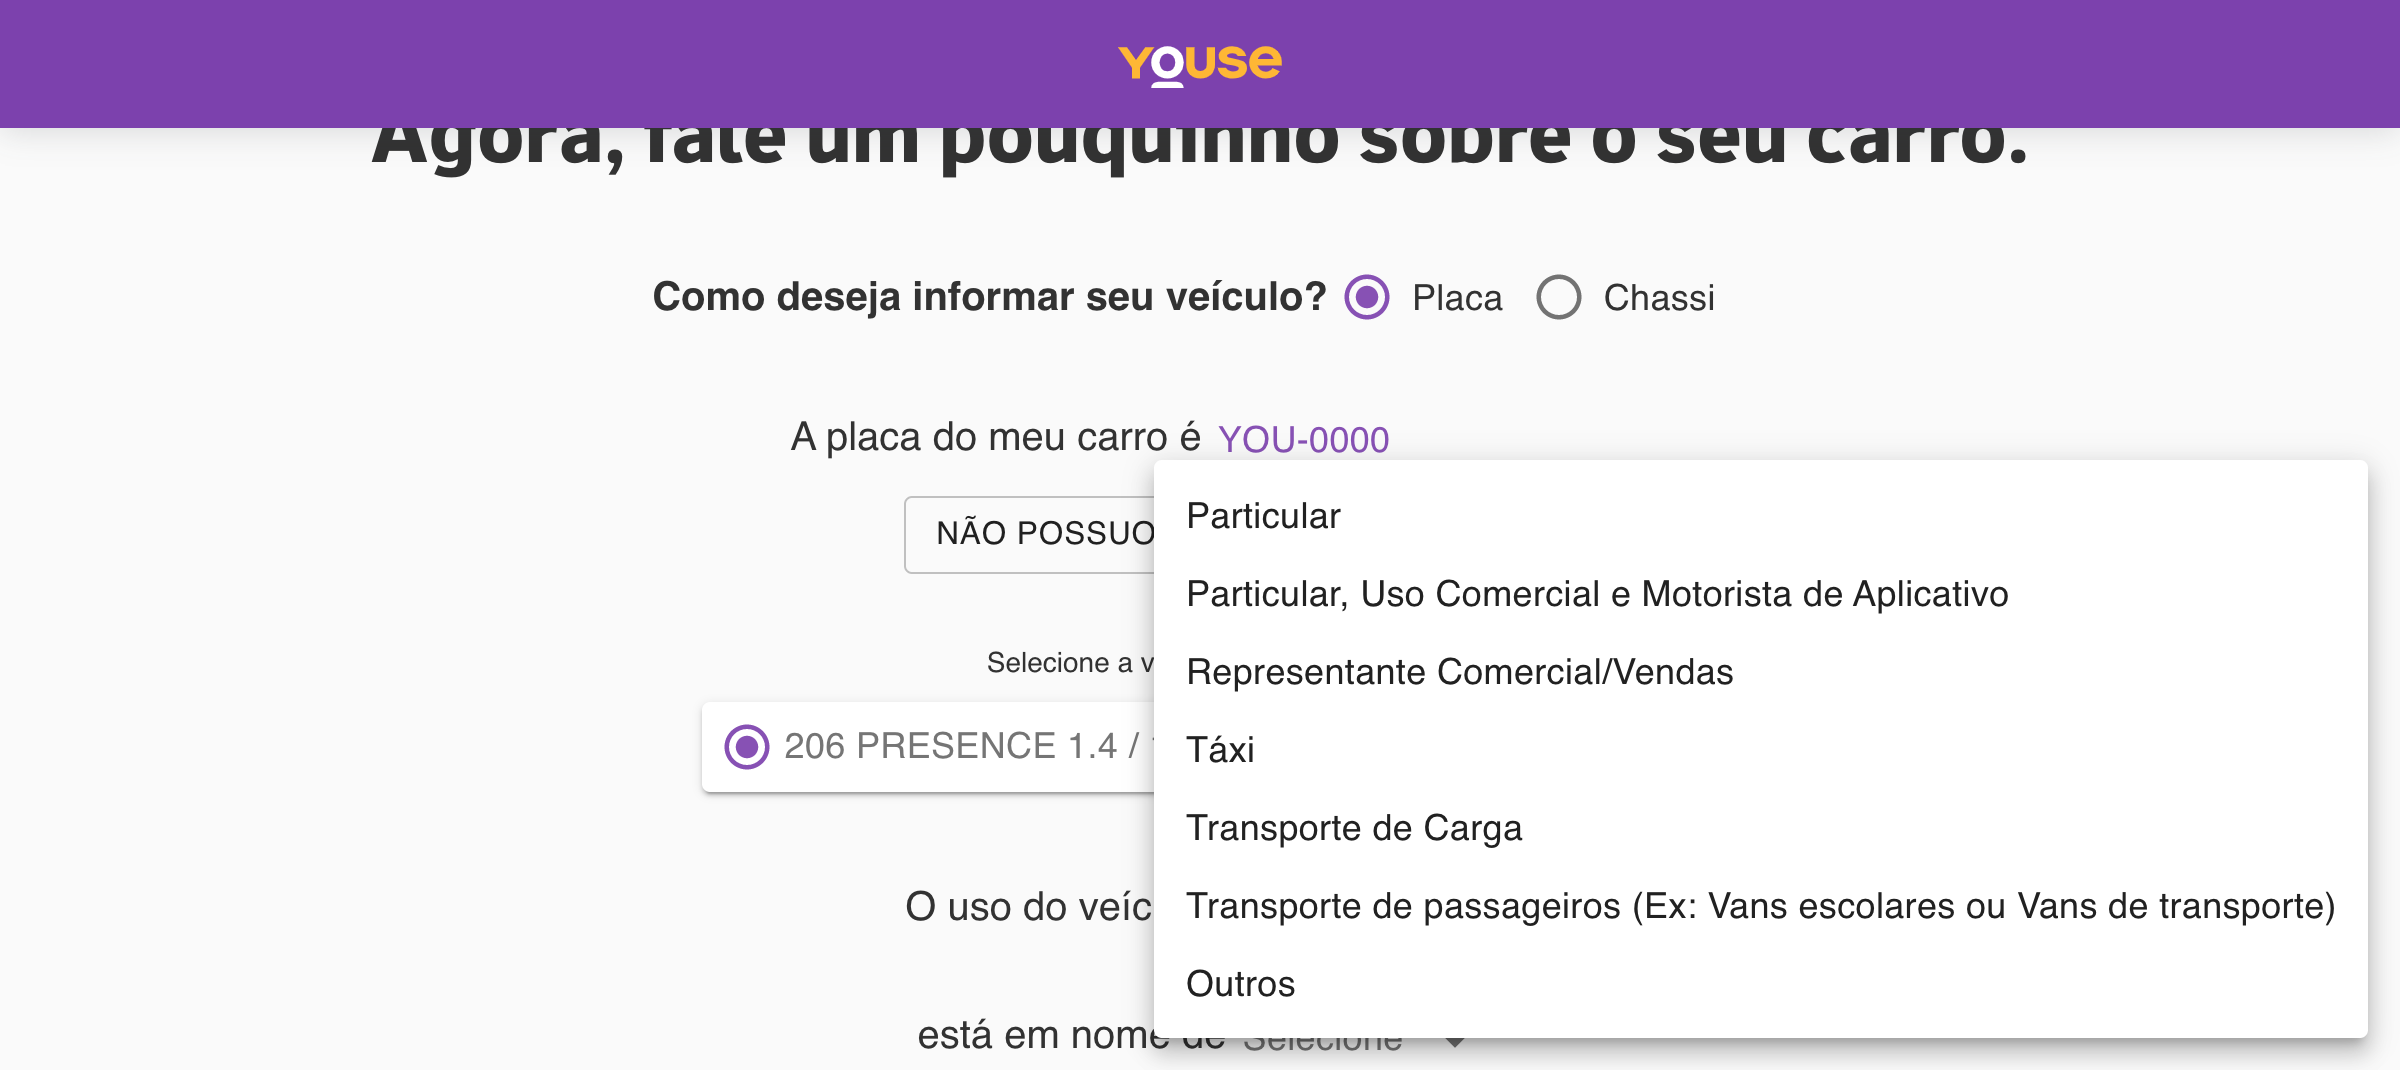 YOUSE
Agora, fale um pouquinho sobre o seu carro.
Como deseja informar seu veículo? Placa Chassi
A placa do meu carro é YOU-0000
NÃO POSSUO
Selecione a v
206 PRESENCE 1.4 /
O uso do veíc
está em nome de Selecione
Particular
Particular, Uso Comercial e Motorista de Aplicativo
Representante Comercial/Vendas
Táxi
Transporte de Carga
Transporte de passageiros (Ex: Vans escolares ou Vans de transporte)
Outros